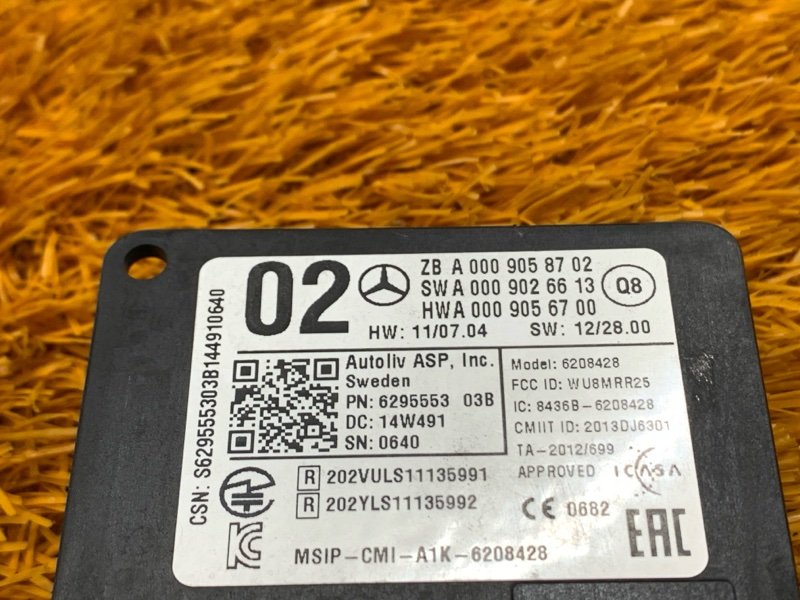 02
ZB A 000 905 87 02
SW A 000 902 66 13
HW A 000 905 67 00
Q8
HW: 11/07.04 SW: 12/28.00
CSN: S629555303B144910640
Autoliv ASP, Inc.
Sweden
PN: 6295553 03B
DC: 14W491
SN: 0640
Model: 6208428
FCC ID: WU8MRR25
IC: 8436B-6208428
CMIIT ID: 2013DJ6301
TA-2012/699
APPROVED ICASA
R 202VULS11135991
R 202YLS11135992
CE 0682
EAC
MSIP-CMI-A1K-6208428